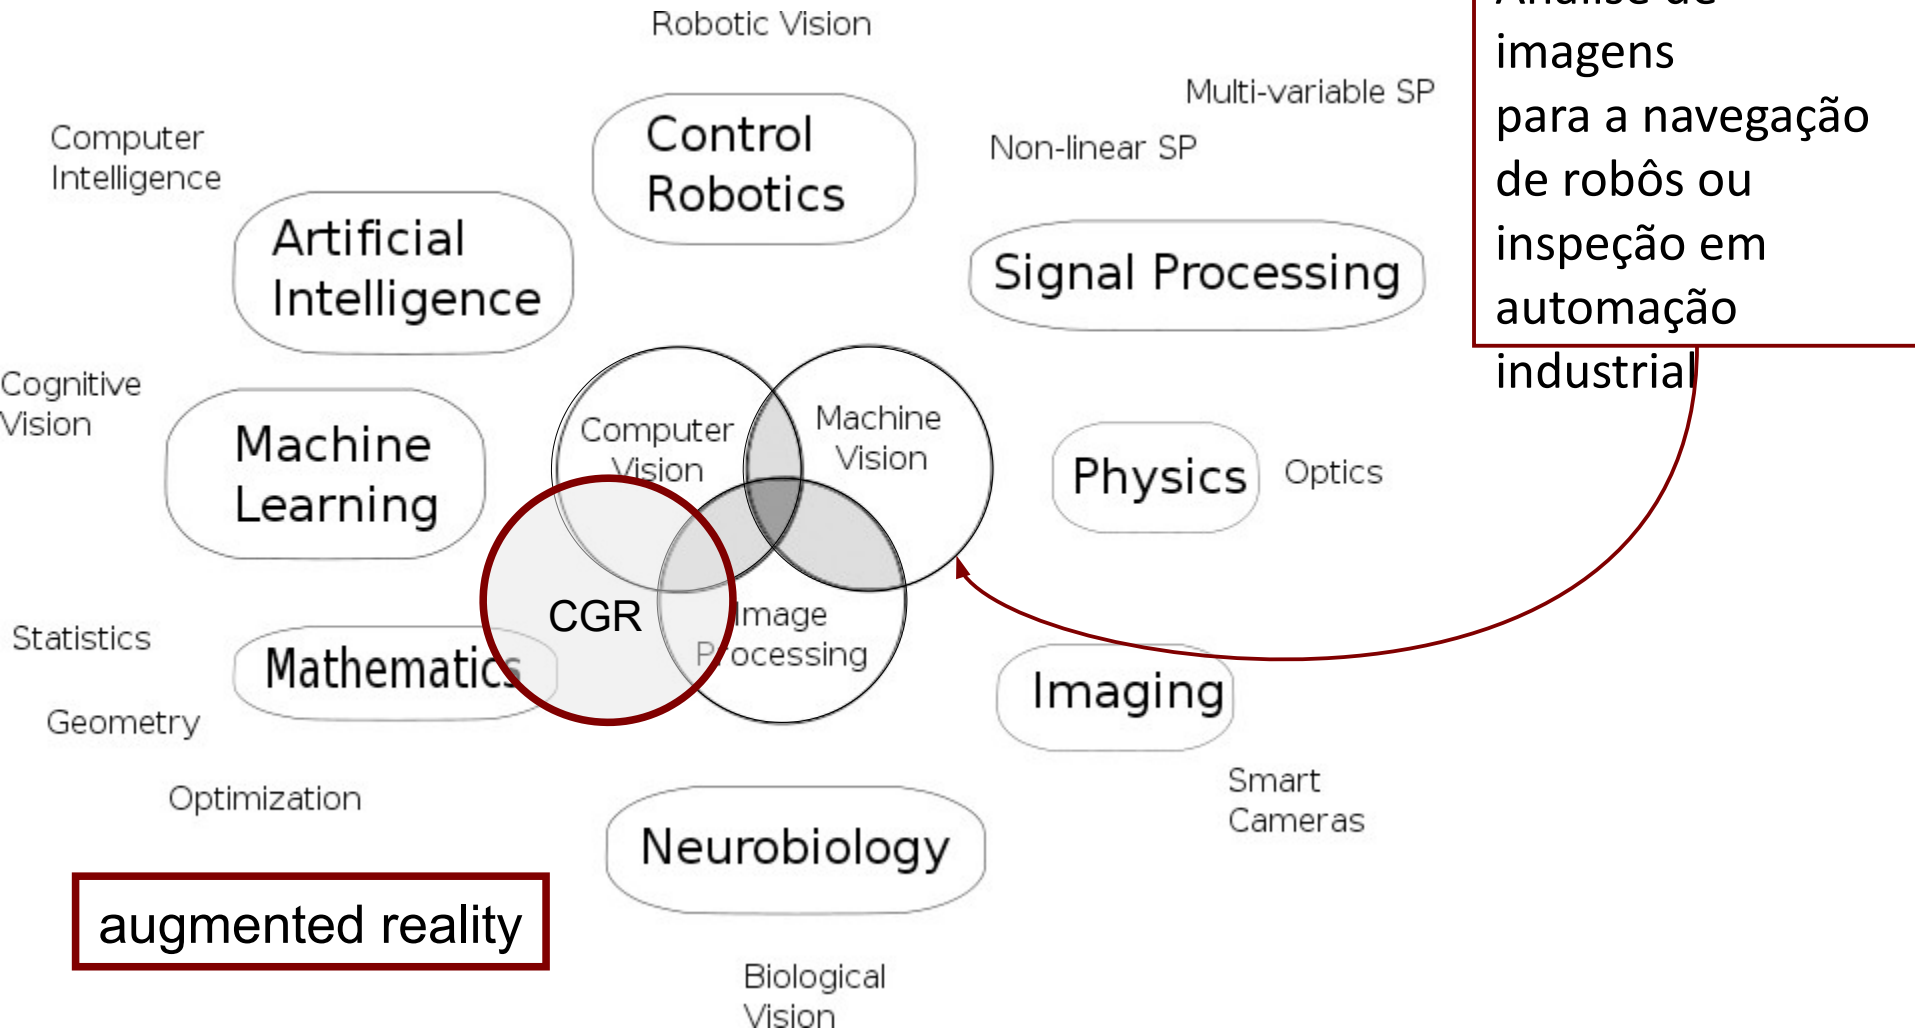 Robotic Vision
Análise de
imagens
para a navegação
de robôs ou
inspeção em
automação
industrial
Multi-variable SP
Non-linear SP
Control
Robotics
Computer
Intelligence
Artificial
Intelligence
Signal Processing
Cognitive
Vision
Machine
Learning
Computer
Vision
Machine
Vision
Physics
Optics
CGR
Image
Processing
Statistics
Mathematics
Geometry
Imaging
Optimization
Smart
Cameras
Neurobiology
augmented reality
Biological
Vision